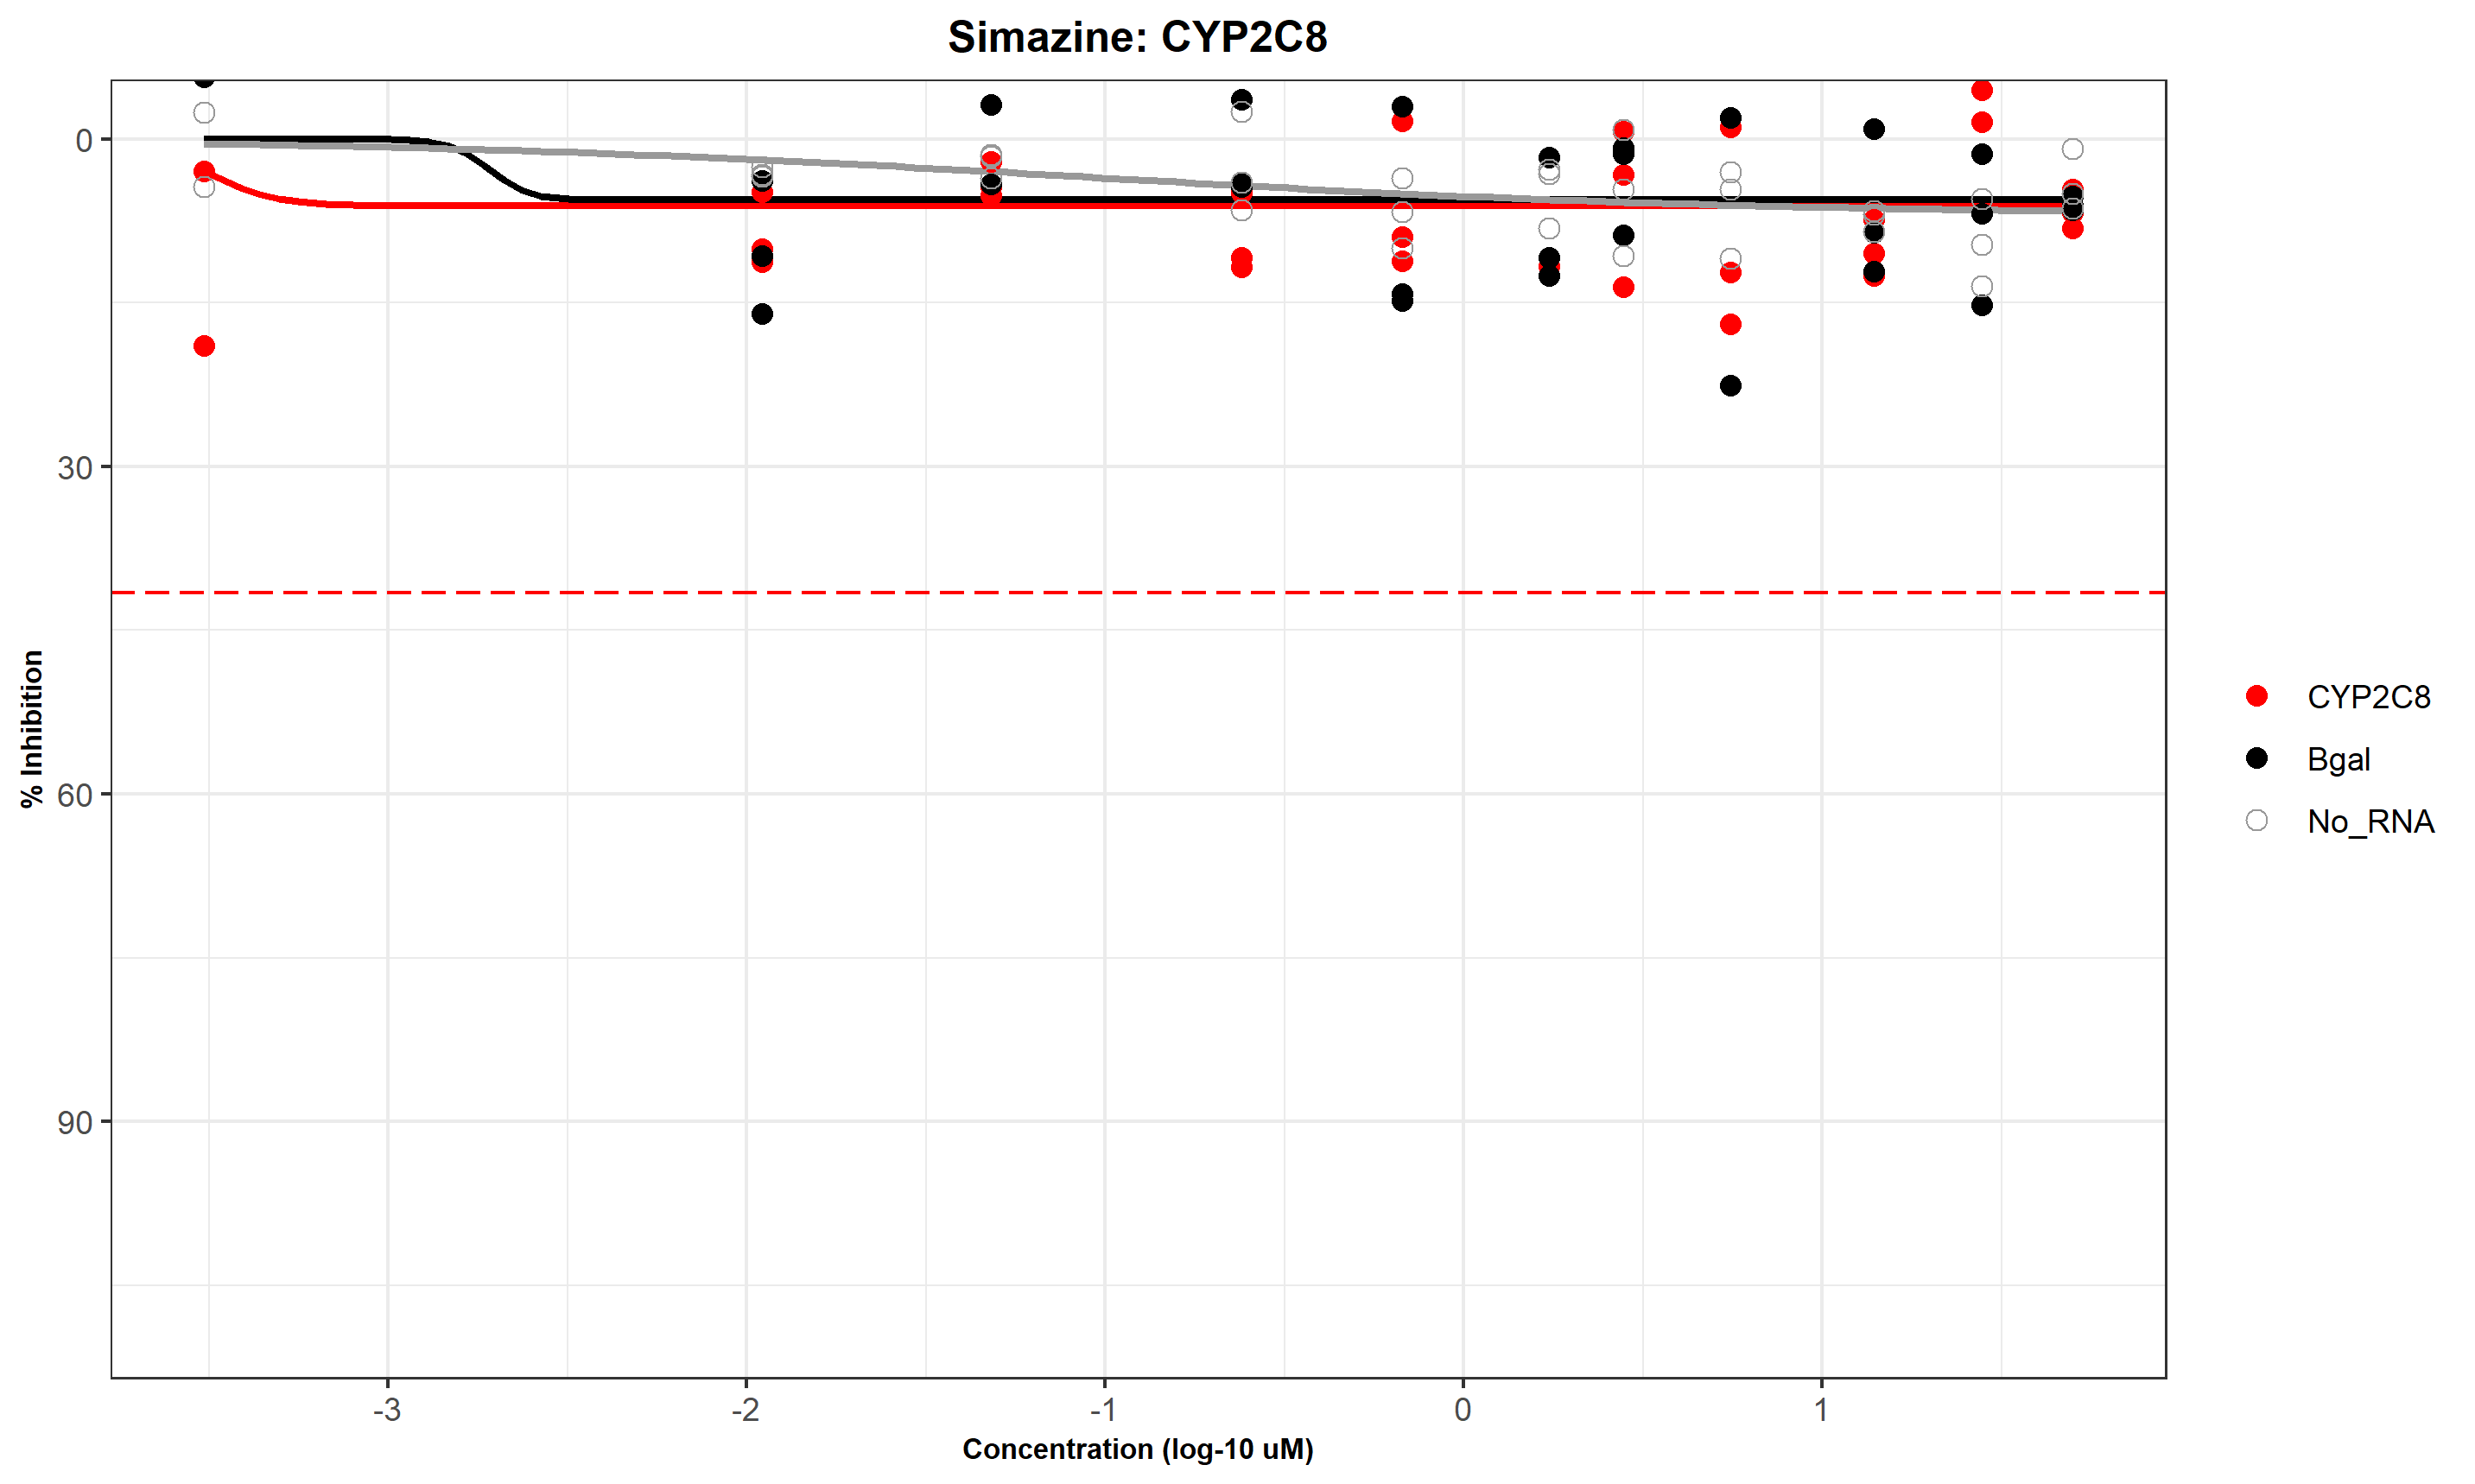 Simazine: CYP2C8
0
30
60
90
% Inhibition
-3
-2
-1
0
1
Concentration (log-10 uM)
CYP2C8
Bgal
No_RNA